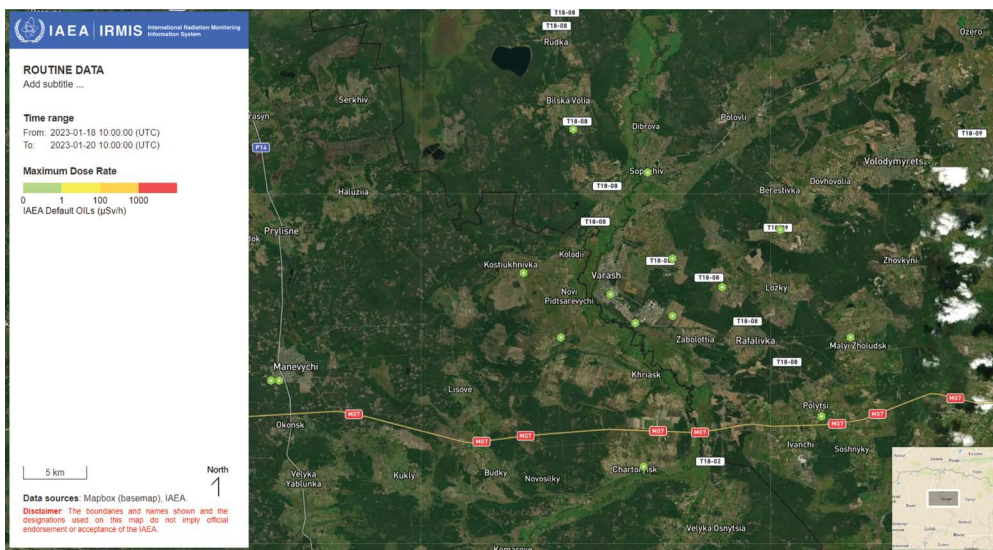 IAEA | IRMIS International Radiation Monitoring
Information System
ROUTINE DATA
Add subtitle ...
Time range
From: 2023-01-18 10:00:00 (UTC)
To: 2023-01-20 10:00:00 (UTC)
Maximum Dose Rate
0 1 100 1000
IAEA Default OILs (µSv/h)
5 km
North
Data sources: Mapbox (basemap), IAEA.
Disclaimer: The boundaries and names shown and the
designations used on this map do not imply official
endorsement or acceptance of the IAEA.
T18-08
T18-08
Rudka
Ozero
Serkhiv
Bilska Volia
T18-08
Dibrova
Polovli
T18-09
P14
Volodymyrets
Dovhovolia
T18-08
Berestivka
Haluziia
T18-08
Prylisne
Kolodii
Zhovkyni
Kostiukhnivka
Varash
T18-08
Lozky
Novi
Pidtsarevychi
T18-08
Zabolottia
Rafalivka
Malyi Zholudsk
T18-08
Manevychi
Khriask
Lisove
Polytsi
M07
M07
M07
M07
M07
M07
M07
M07
Okonsk
Ivanchi
Soshnyky
T18-02
Velyka
Yablunka
Kukly
Budky
Novosilky
Chartoryisk
Velyka Osnytsia
Komarove